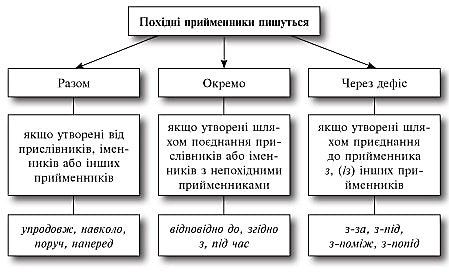 Похідні прийменники пишуться
Разом
Окремо
Через дефіс
якщо утворені від
прислівників, імен-
ників або інших
прийменників
якщо утворені шля-
хом поєднання при-
слівників або імен-
ників з непохідними
прийменниками
якщо утворені шля-
хом приєднання
до прийменника
з, (із) інших при-
йменників
упродовж, навколо,
поруч, наперед
відповідно до, згідно
з, під час
з-за, з-під,
з-поміж, з-попід